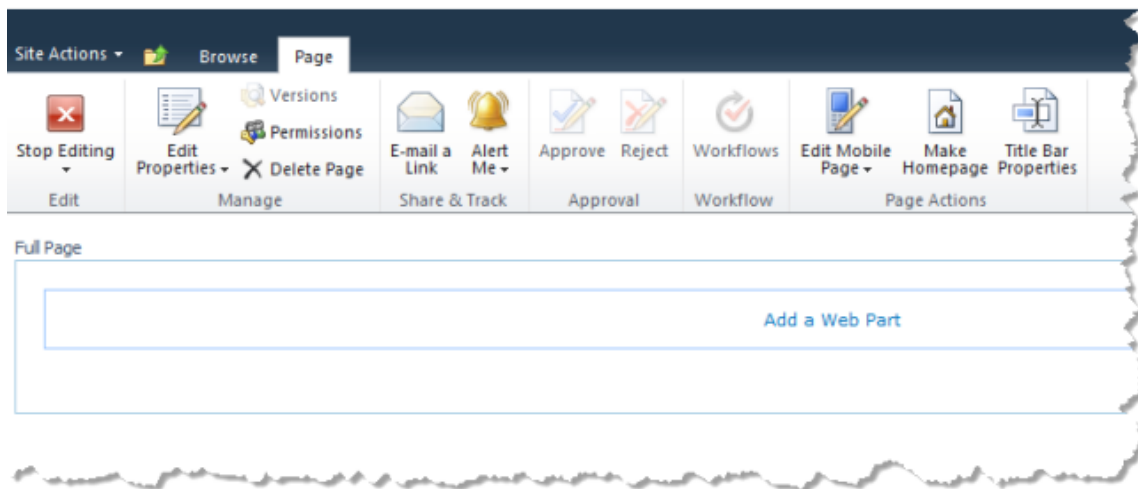 Site Actions
Browse
Page
Stop Editing
Edit
Properties
Versions
Permissions
Delete Page
E-mail a
Link
Alert
Me
Approve
Reject
Workflows
Edit Mobile
Page
Make
Homepage
Title Bar
Properties
Edit
Manage
Share & Track
Approval
Workflow
Page Actions
Full Page
Add a Web Part